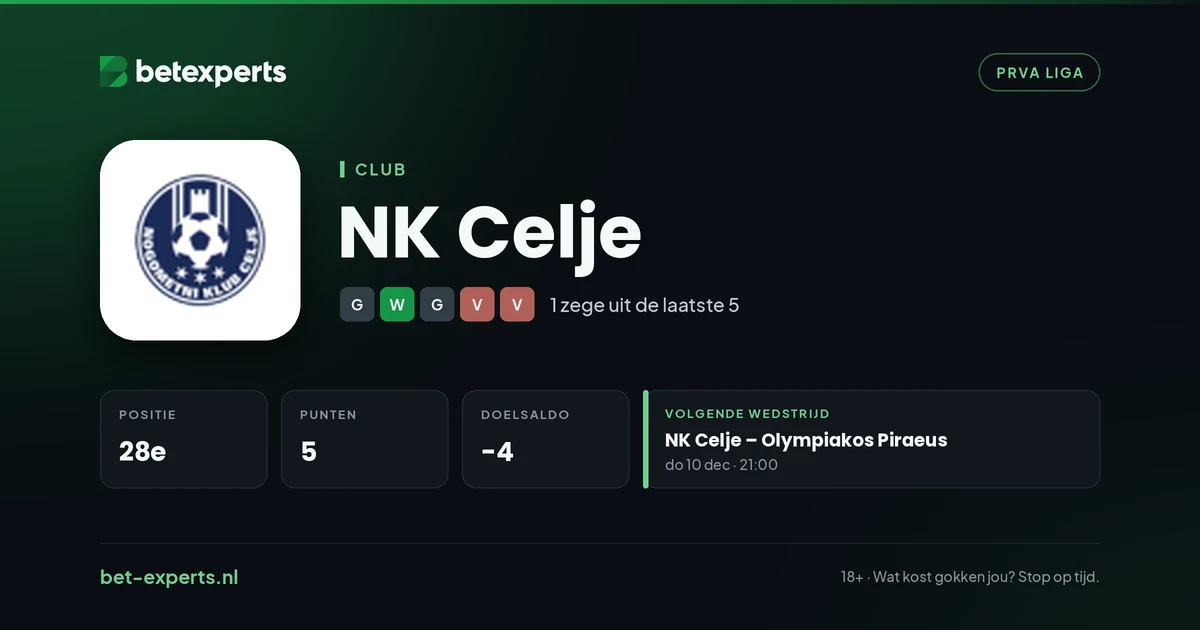 betexperts
PRVA LIGA
NOGOMETNI KLUB CELJE
CLUB
NK Celje
G W G V V 1 zege uit de laatste 5
POSITIE
28e
PUNTEN
5
DOELSALDO
-4
VOLGENDE WEDSTRIJD
NK Celje – Olympiakos Piraeus
do 10 dec · 21:00
bet-experts.nl
18+ · Wat kost gokken jou? Stop op tijd.